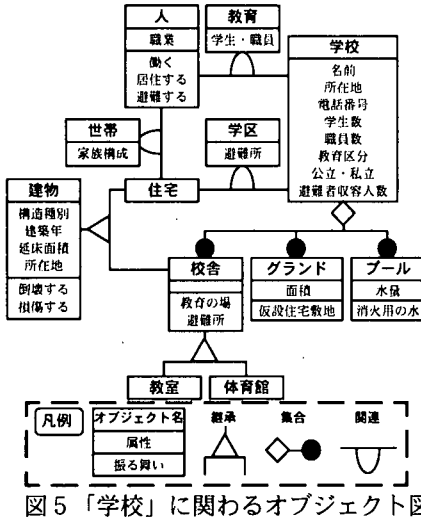 人
職業
働く
居住する
避難する
教育
学生・職員
学校
名前
所在地
電話番号
学生数
職員数
教育区分
公立・私立
避難者収容人数
世帯
家族構成
学区
避難所
建物
構造種別
建築年
延床面積
所在地
倒壊する
損傷する
住宅
校舎
教育の場
避難所
グランド
面積
仮設住宅敷地
プール
水量
消火用の水
教室
体育館
凡例
オブジェクト名
属性
振る舞い
継承
集合
関連
図5 「学校」に関わるオブジェクト図